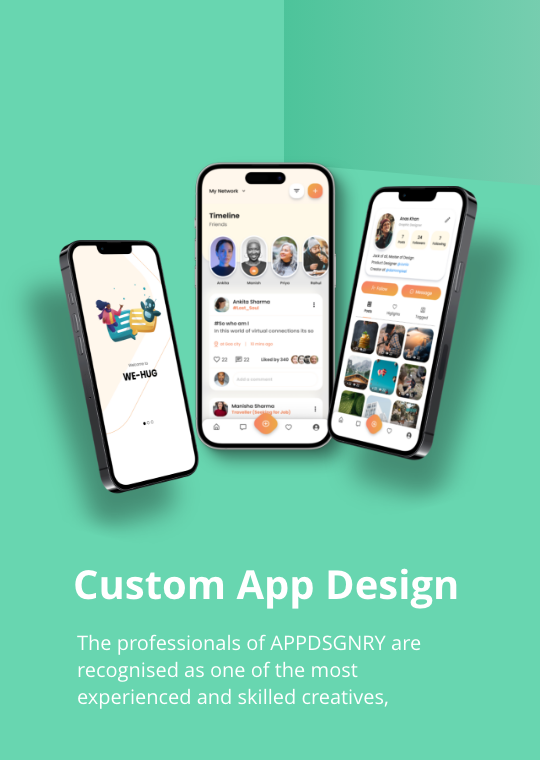 My Network
Timeline
Friends
Ankita
Manish
Priya
Rahul
Ankita Sharma
#So who am I
In this world of virtual connections its so
22
22
Liked by 340
Add a comment
Manisha Sharma
Welcome to
WE-HUG
Follow
Message
Posts
Highlights
Tagged
Custom App Design
The professionals of APPDSGNRY are
recognised as one of the most
experienced and skilled creatives,